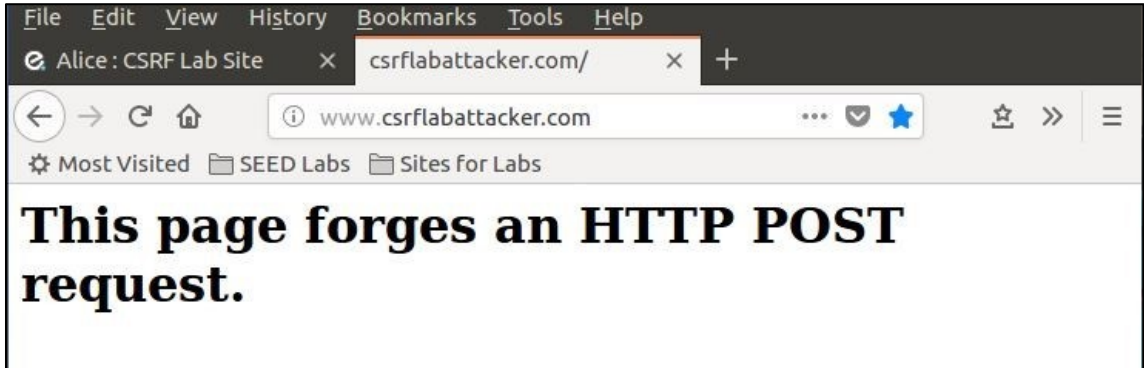 File Edit View History Bookmarks Tools Help
Alice : CSRF Lab Site × csrflabattacker.com/ × +
www.csrflabattacker.com
Most Visited SEED Labs Sites for Labs
This page forges an HTTP POST
request.